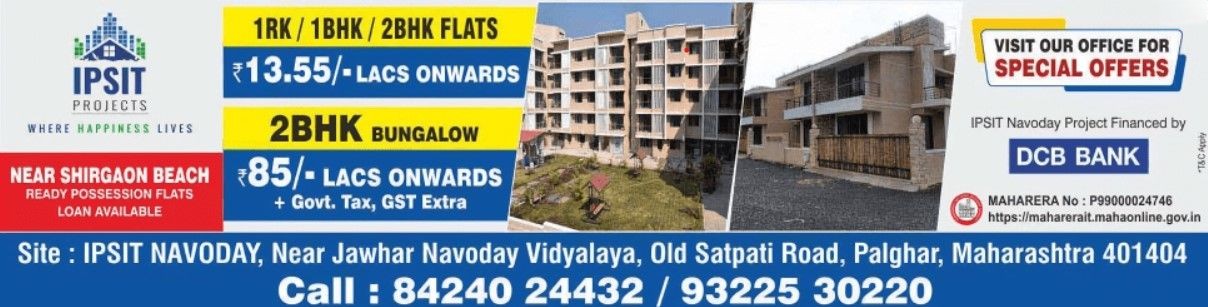 IPSIT
PROJECTS
WHERE HAPPINESS LIVES
NEAR SHIRGAON BEACH
READY POSSESSION FLATS
LOAN AVAILABLE
1RK / 1BHK / 2BHK FLATS
₹13.55/- LACS ONWARDS
2BHK BUNGALOW
₹85/- LACS ONWARDS
+ Govt. Tax, GST Extra
VISIT OUR OFFICE FOR
SPECIAL OFFERS
IPSIT Navoday Project Financed by
DCB BANK
*T&C Apply
MAHARERA No : P99000024746
https://maharerait.mahaonline.gov.in
Site : IPSIT NAVODAY, Near Jawhar Navoday Vidyalaya, Old Satpati Road, Palghar, Maharashtra 401404
Call : 84240 24432 / 93225 30220